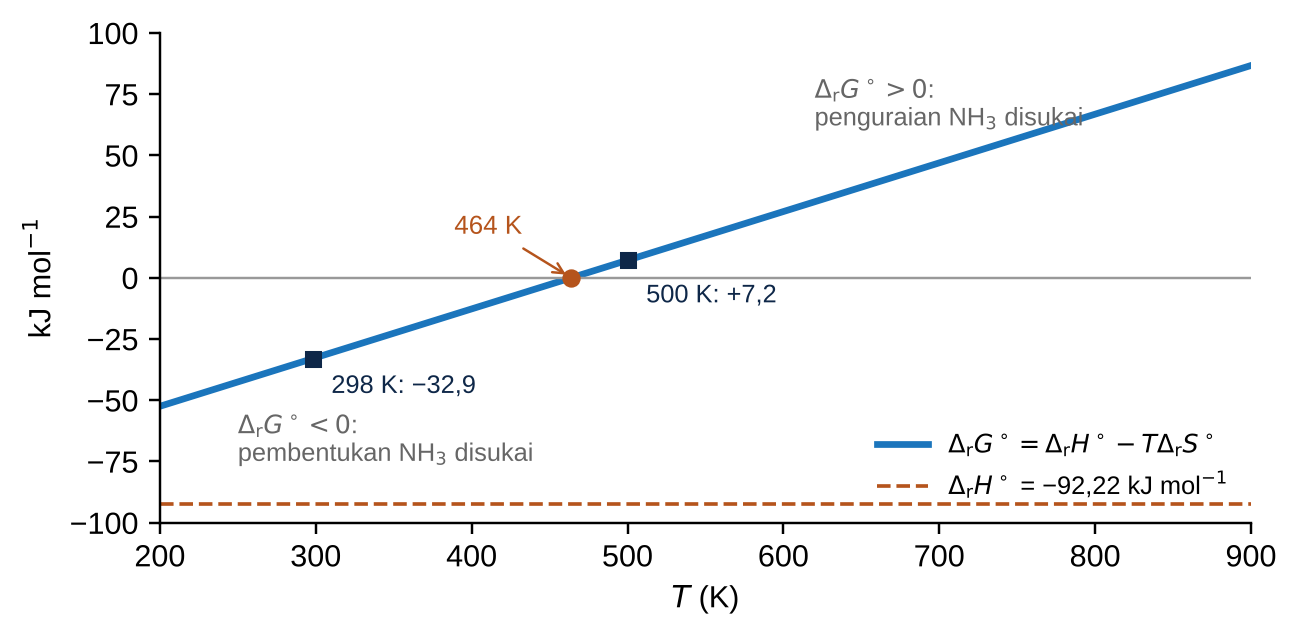 100
75
50
25
0
−25
−50
−75
−100
kJ mol⁻¹
200 300 400 500 600 700 800 900
T (K)
ΔᵣG° > 0:
penguraian NH₃ disukai
464 K
500 K: +7,2
298 K: −32,9
ΔᵣG° < 0:
pembentukan NH₃ disukai
ΔᵣG° = ΔᵣH° − TΔᵣS°
ΔᵣH° = −92,22 kJ mol⁻¹